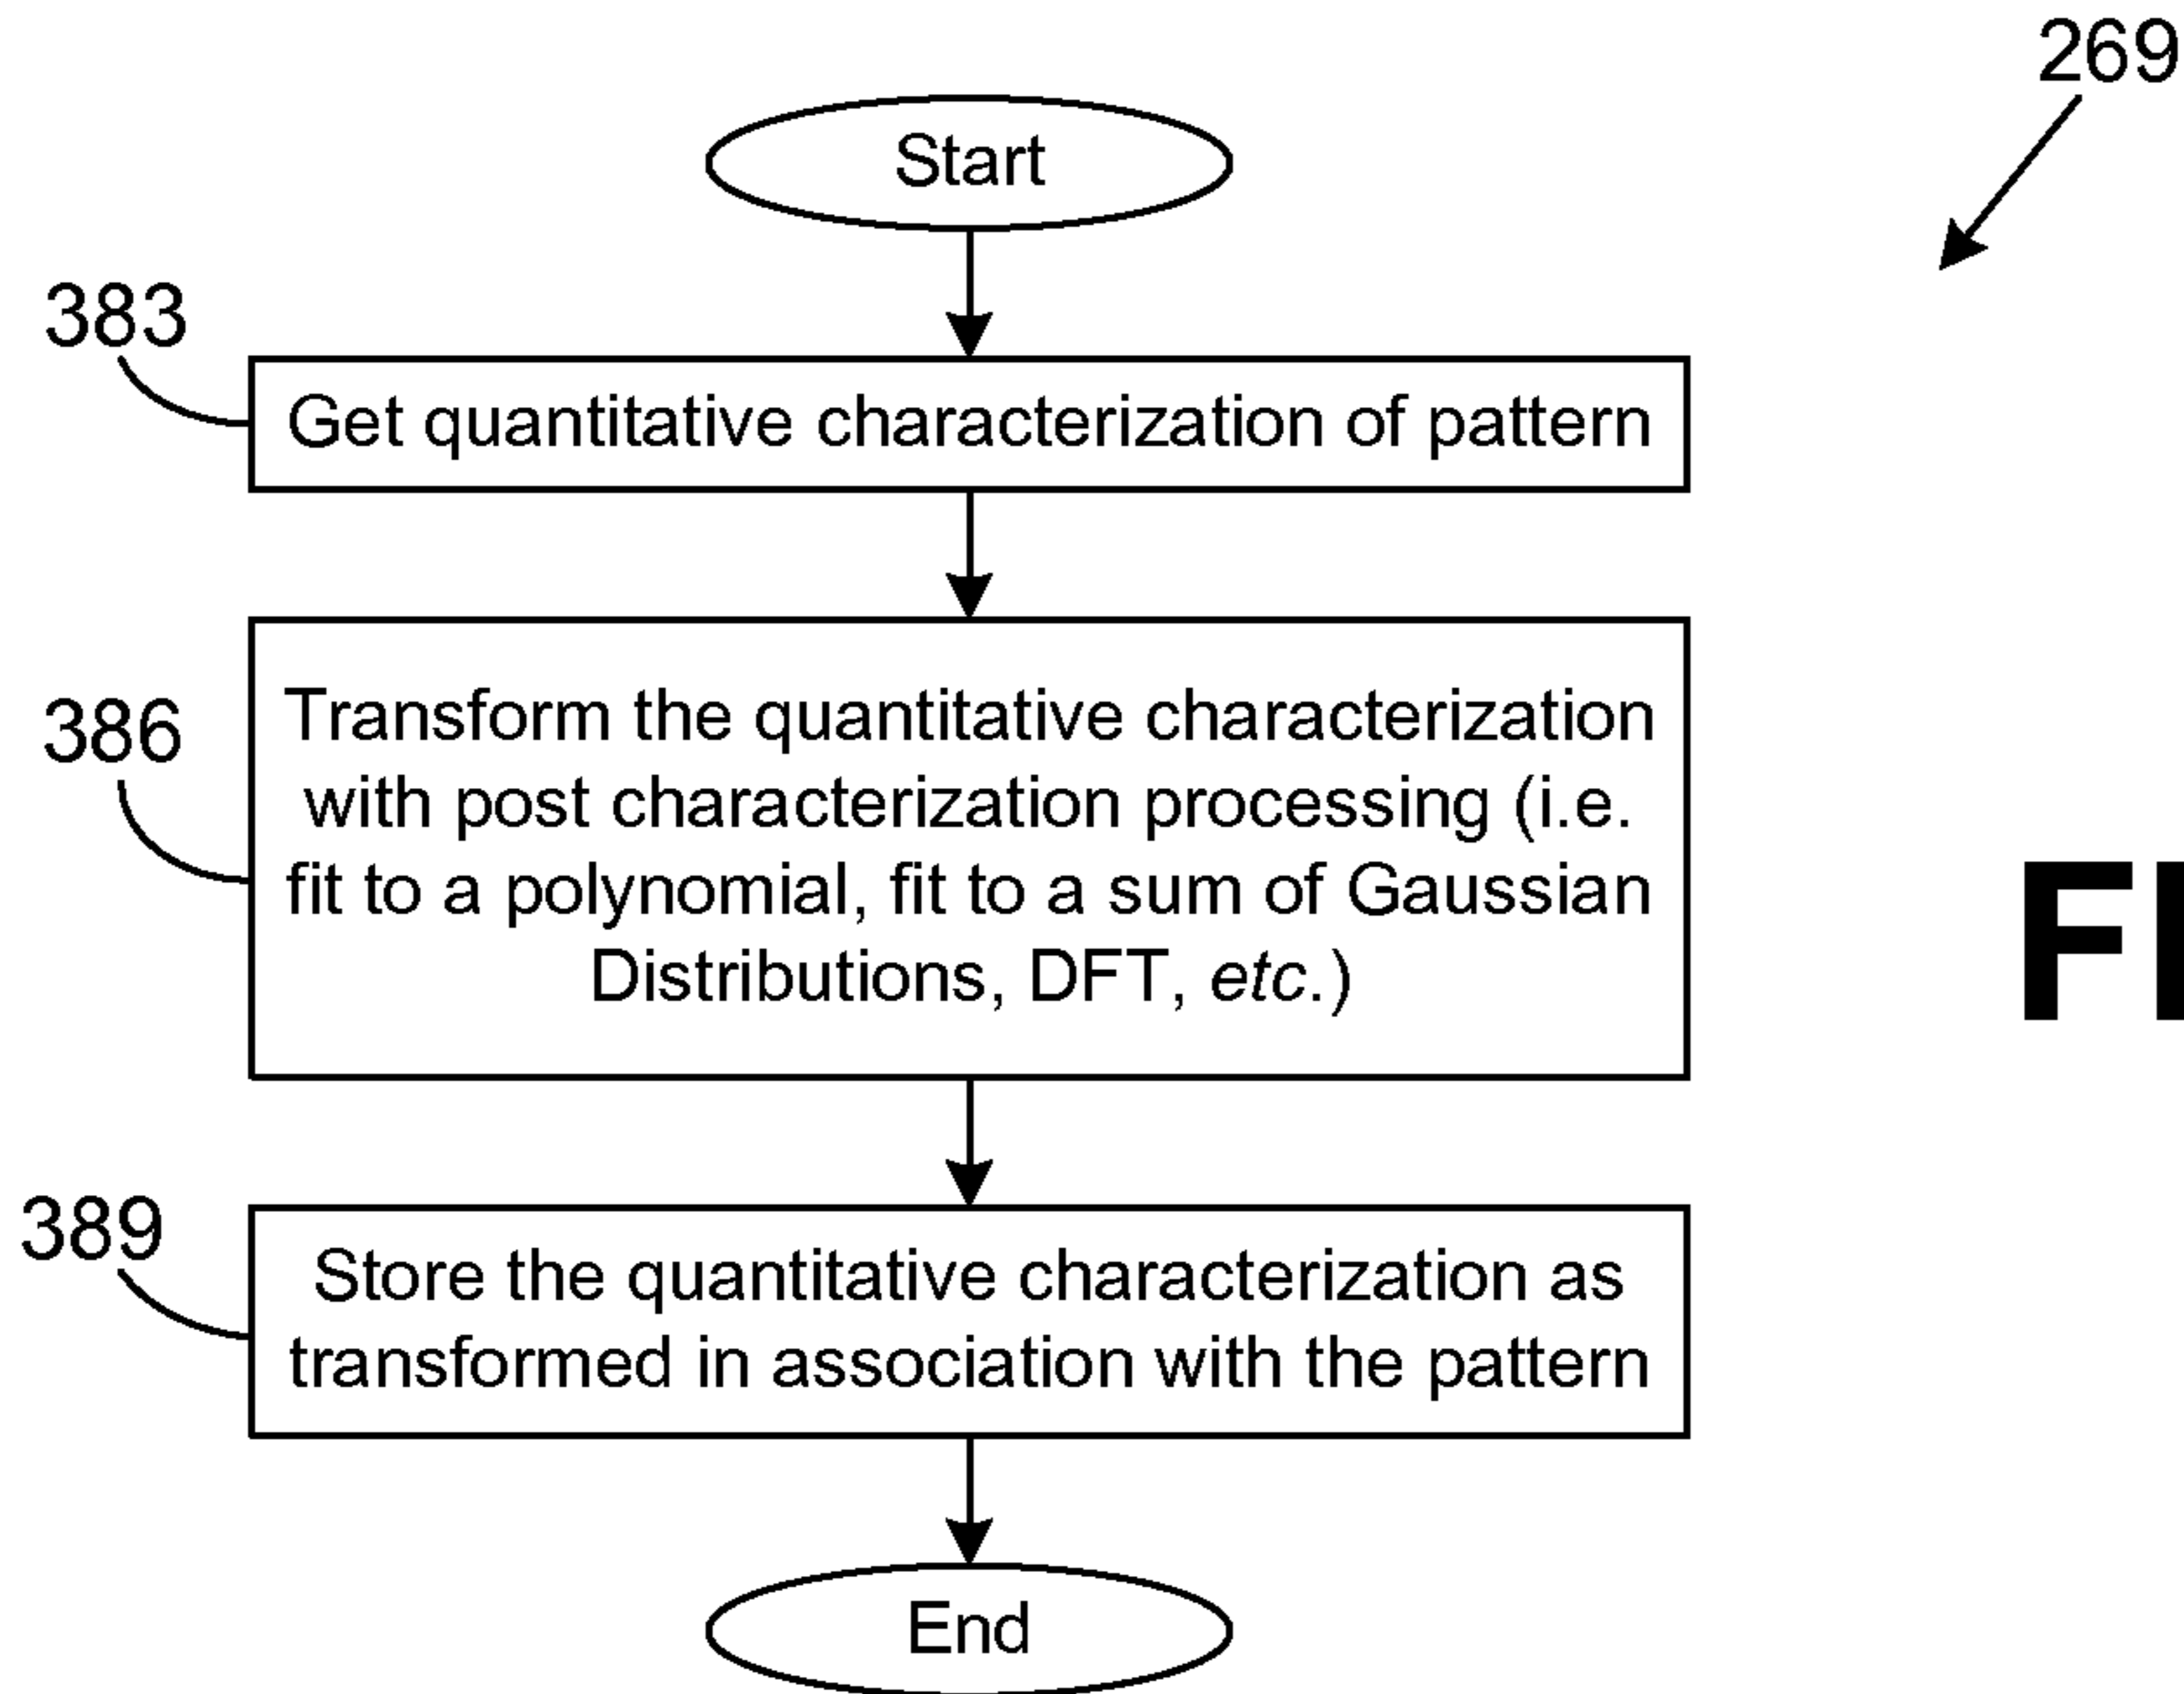 269
Start
383
Get quantitative characterization of pattern
386
Transform the quantitative characterization
with post characterization processing (i.e.
fit to a polynomial, fit to a sum of Gaussian
Distributions, DFT, etc.)
389
Store the quantitative characterization as
transformed in association with the pattern
End